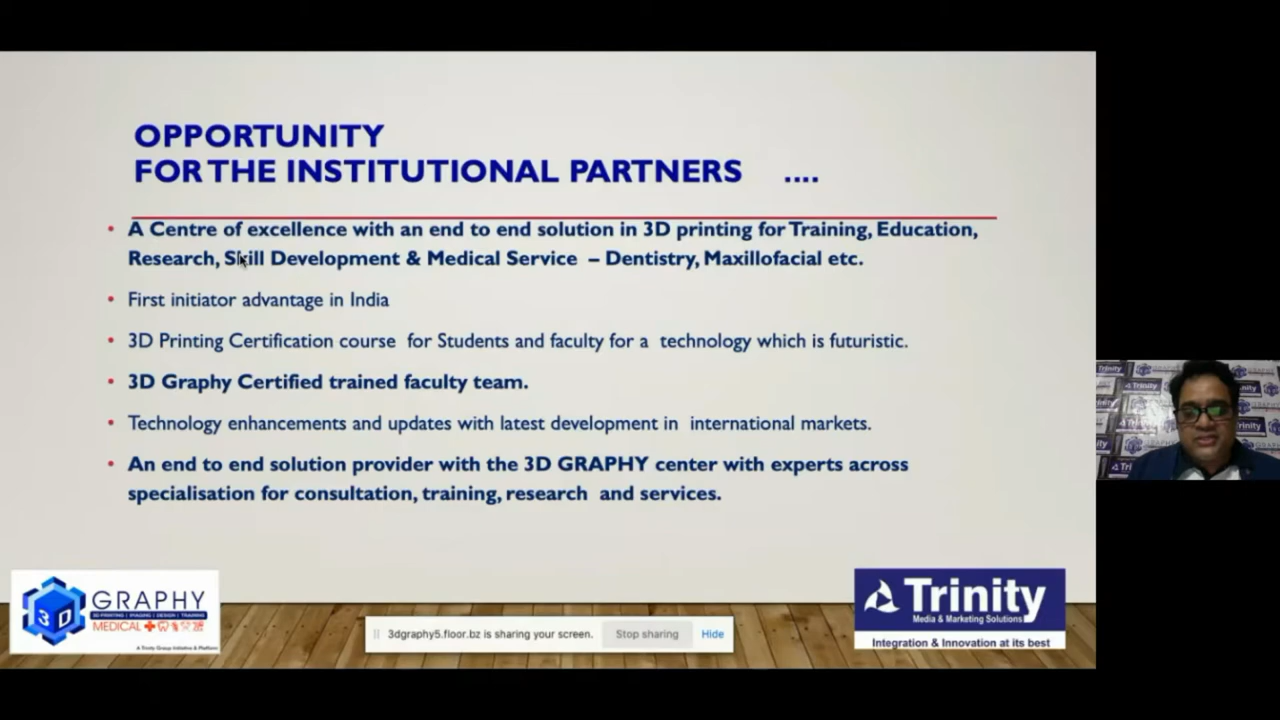 OPPORTUNITY
FOR THE INSTITUTIONAL PARTNERS ....
• A Centre of excellence with an end to end solution in 3D printing for Training, Education,
Research, Skill Development & Medical Service – Dentistry, Maxillofacial etc.
• First initiator advantage in India
• 3D Printing Certification course for Students and faculty for a technology which is futuristic.
• 3D Graphy Certified trained faculty team.
• Technology enhancements and updates with latest development in international markets.
• An end to end solution provider with the 3D GRAPHY center with experts across
specialisation for consultation, training, research and services.
3D GRAPHY
3D PRINTING | IMAGING | DESIGN | TRAINING
MEDICAL
A Trinity Group Initiative & Platform
3dgraphy5.floor.bz is sharing your screen. Stop sharing Hide
Trinity
Media & Marketing Solutions
Integration & Innovation at its best
Trinity
Trinity